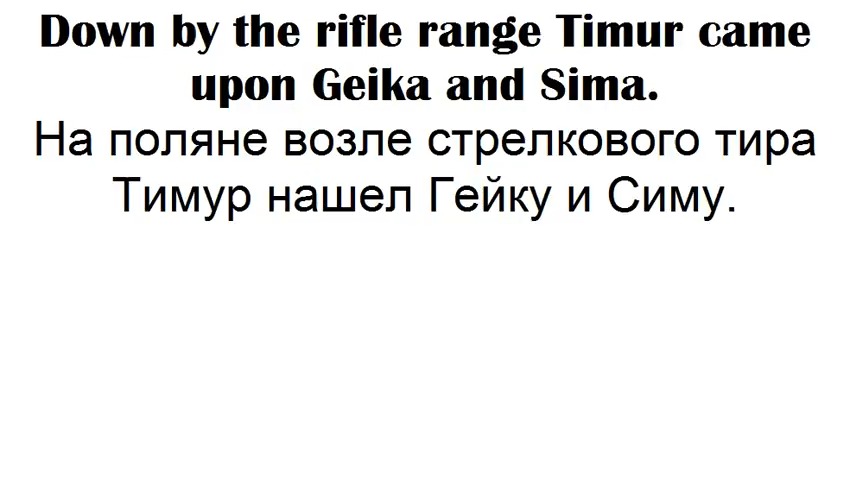 Down by the rifle range Timur came
upon Geika and Sima.
На поляне возле стрелкового тира
Тимур нашел Гейку и Симу.